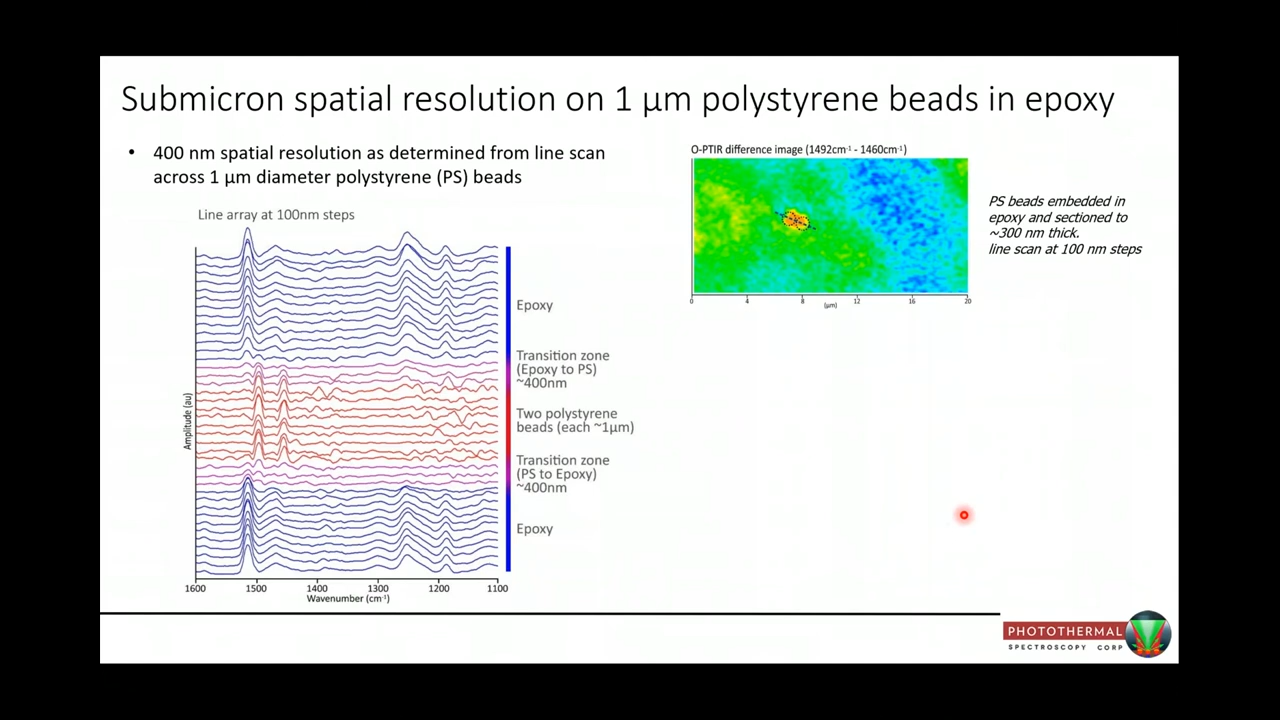 Submicron spatial resolution on 1 µm polystyrene beads in epoxy
• 400 nm spatial resolution as determined from line scan
across 1 µm diameter polystyrene (PS) beads
Line array at 100nm steps
Amplitude (au)
Epoxy
Transition zone
(Epoxy to PS)
~400nm
Two polystyrene
beads (each ~1µm)
Transition zone
(PS to Epoxy)
~400nm
Epoxy
1600 1500 1400 1300 1200 1100
Wavenumber (cm⁻¹)
O-PTIR difference image (1492cm⁻¹ - 1460cm⁻¹)
0 4 8 12 16 20
(µm)
PS beads embedded in
epoxy and sectioned to
~300 nm thick.
line scan at 100 nm steps
PHOTOTHERMAL
SPECTROSCOPY CORP